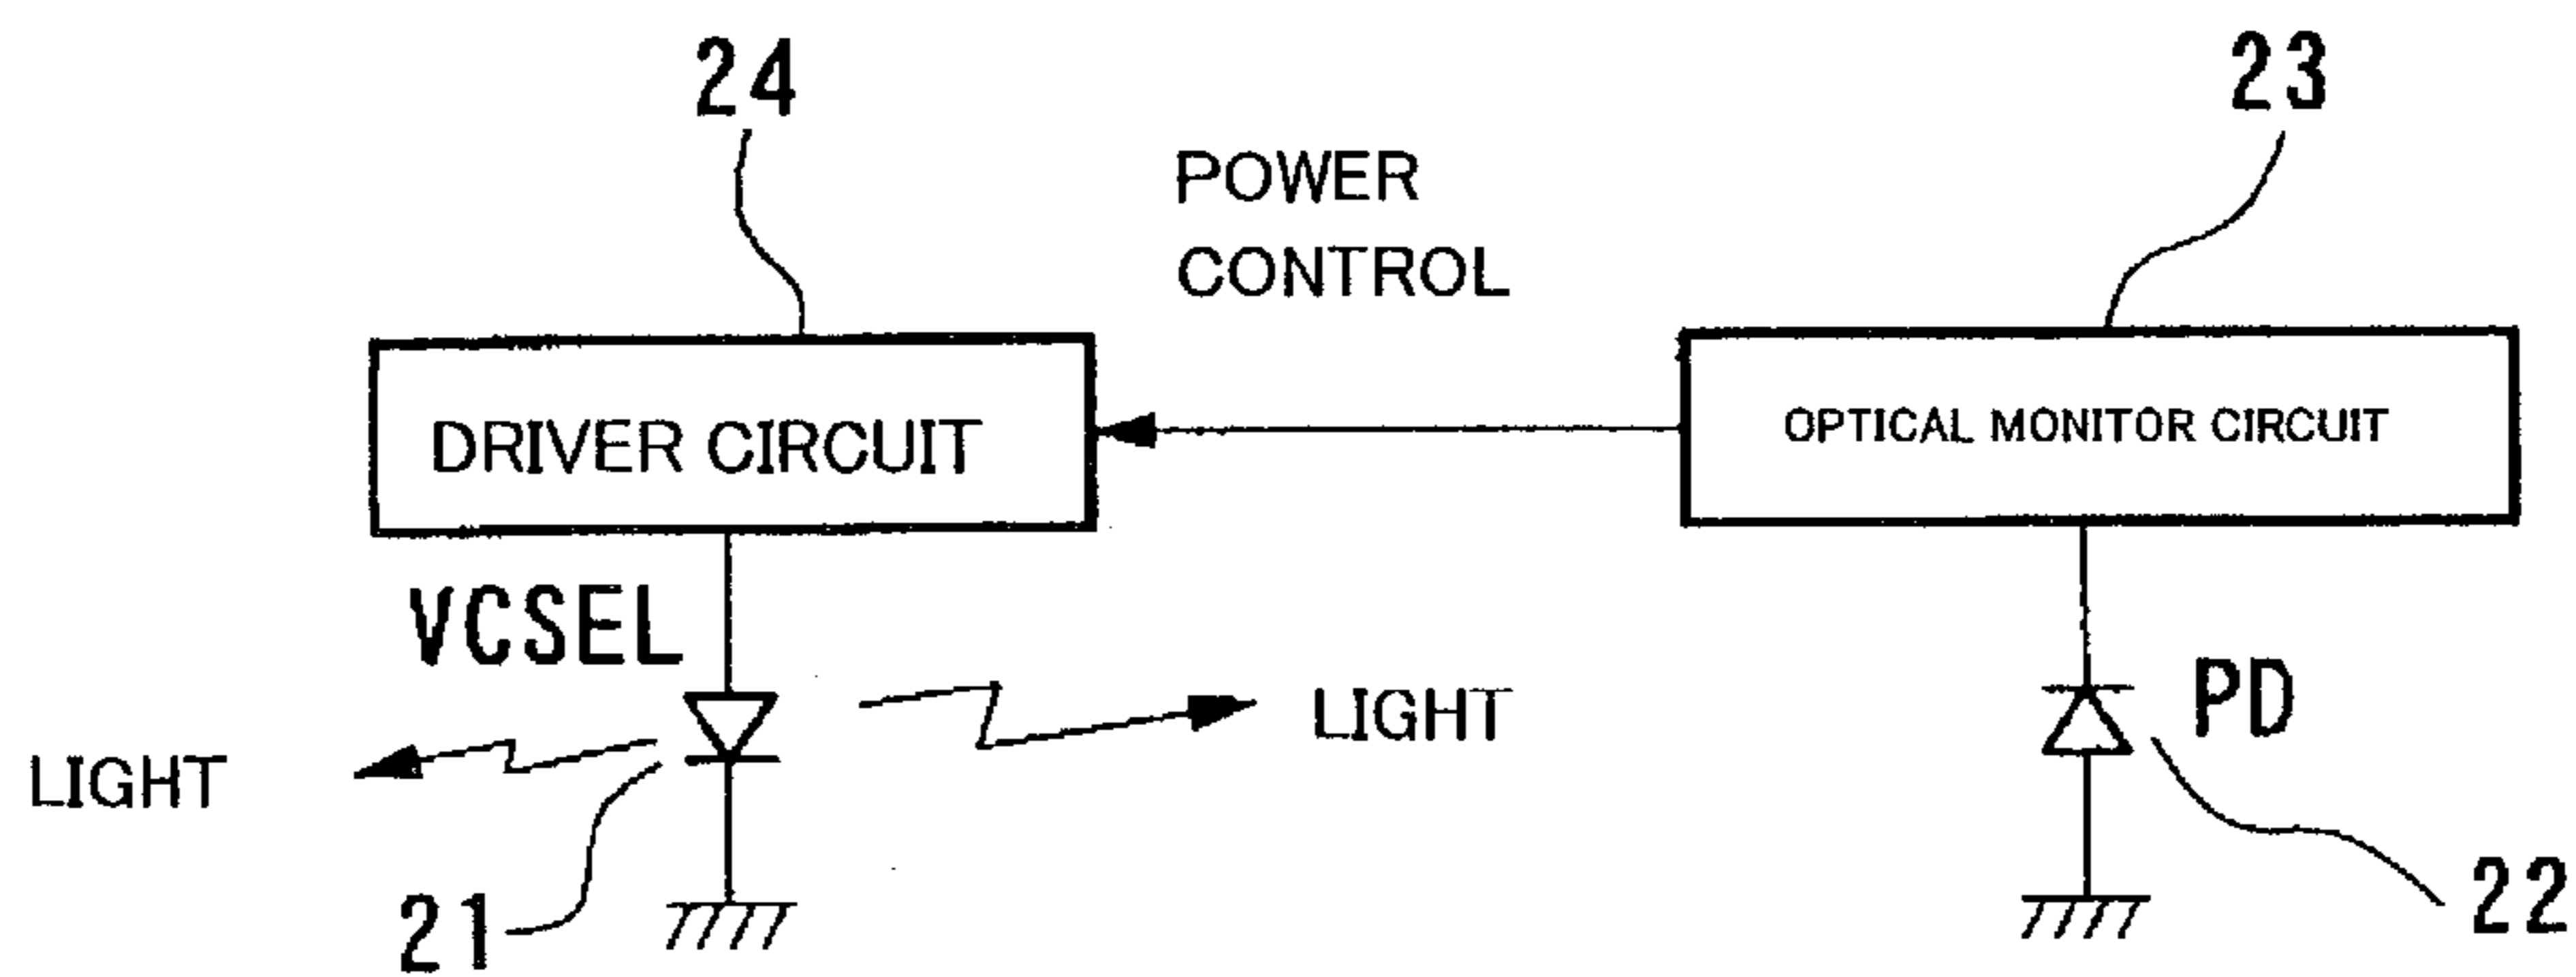 24
23
POWER
CONTROL
DRIVER CIRCUIT
OPTICAL MONITOR CIRCUIT
VCSEL
PD
LIGHT
LIGHT
21
22